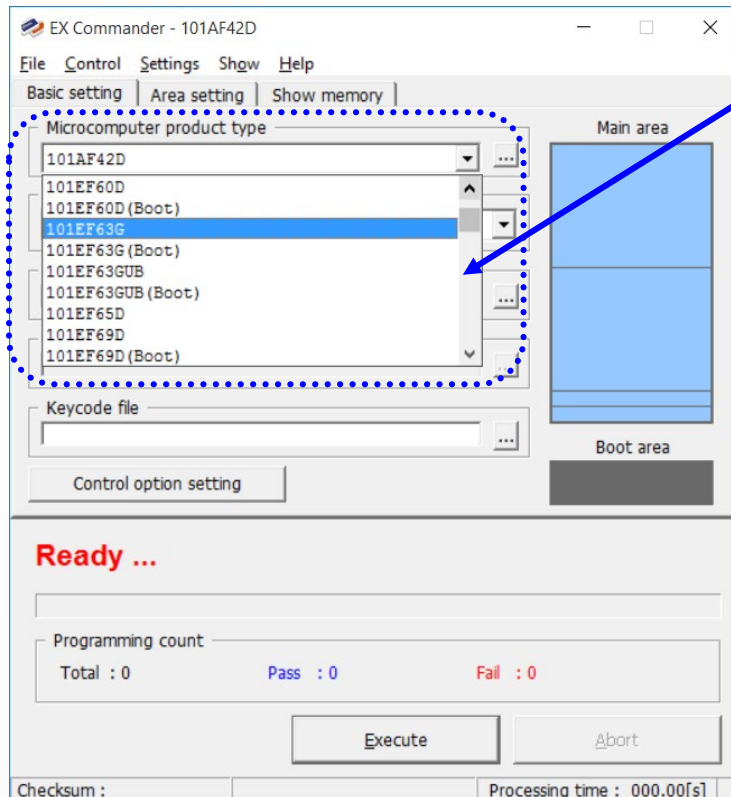 EX Commander - 101AF42D
File Control Settings Show Help
Basic setting Area setting Show memory
Microcomputer product type
Main area
101AF42D
...
101EF60D
101EF60D(Boot)
101EF63G
101EF63G(Boot)
101EF63GUB
101EF63GUB(Boot)
...
101EF65D
101EF69D
101EF69D(Boot)
...
Keycode file
...
Boot area
Control option setting
Ready ...
Programming count
Total : 0 Pass : 0 Fail : 0
Execute Abort
Checksum : Processing time : 000.00[s]